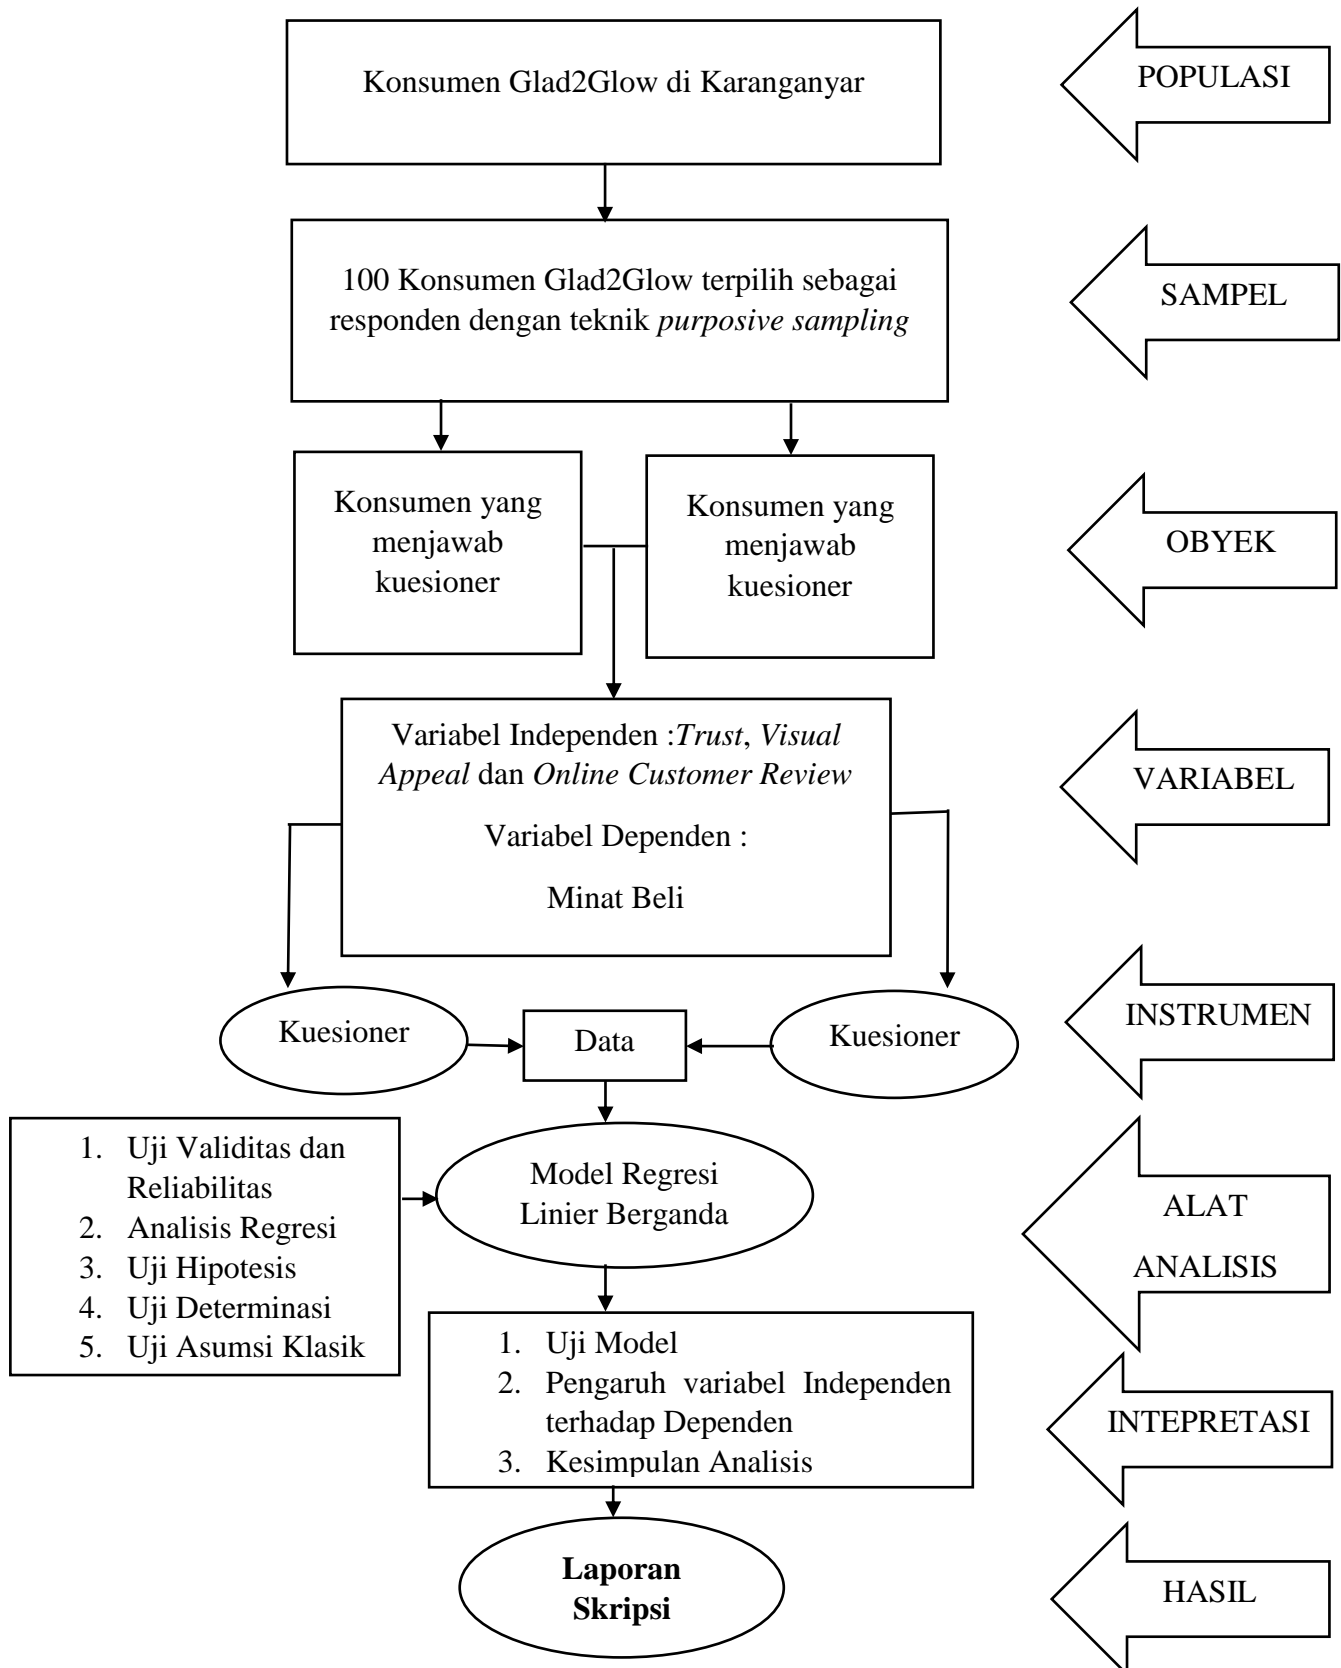 Konsumen Glad2Glow di Karanganyar
POPULASI
100 Konsumen Glad2Glow terpilih sebagai
responden dengan teknik purposive sampling
SAMPEL
Konsumen yang
menjawab
kuesioner
Konsumen yang
menjawab
kuesioner
OBYEK
Variabel Independen :Trust, Visual
Appeal dan Online Customer Review
Variabel Dependen :
Minat Beli
VARIABEL
Kuesioner
Data
Kuesioner
INSTRUMEN
1. Uji Validitas dan
Reliabilitas
2. Analisis Regresi
3. Uji Hipotesis
4. Uji Determinasi
5. Uji Asumsi Klasik
Model Regresi
Linier Berganda
ALAT
ANALISIS
1. Uji Model
2. Pengaruh variabel Independen
terhadap Dependen
3. Kesimpulan Analisis
INTEPRETASI
Laporan
Skripsi
HASIL